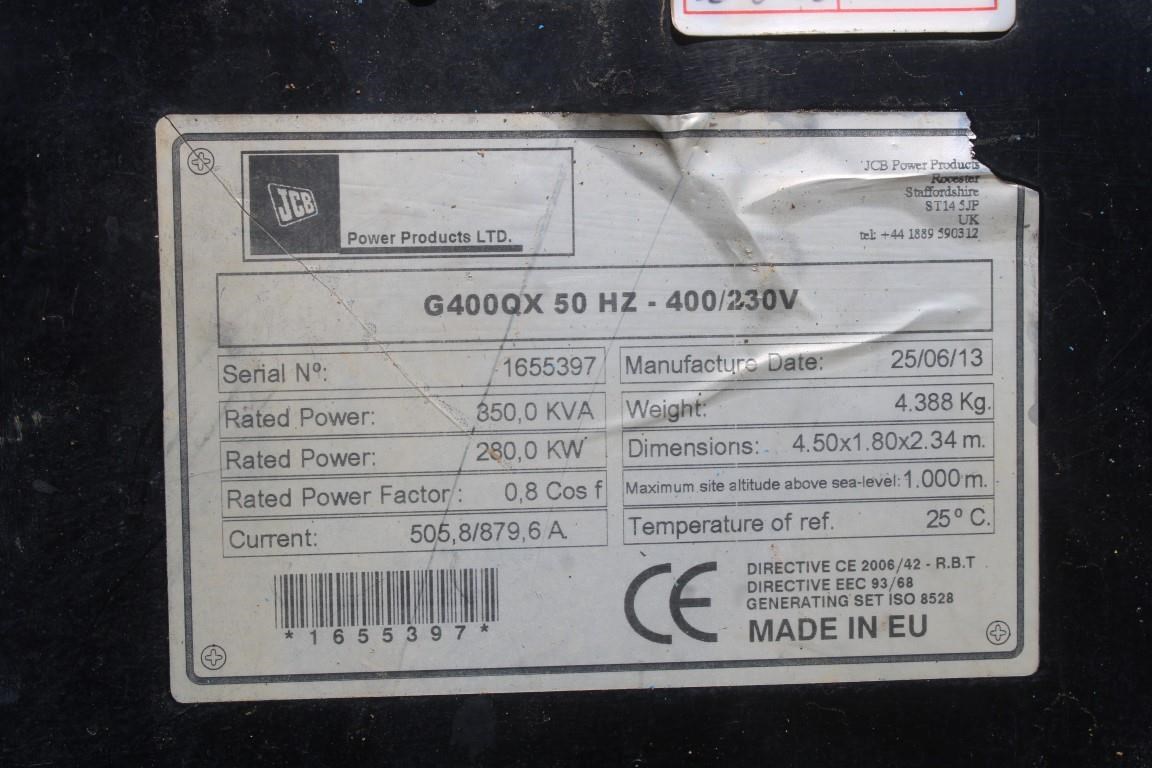 JCB
Power Products LTD.
JCB Power Products
Rocester
Staffordshire
ST14 5JP
UK
tel: +44 1889 590312
G400QX 50 HZ - 400/230V
Serial Nº: 1655397
Manufacture Date: 25/06/13
Rated Power: 350,0 KVA
Weight: 4.388 Kg.
Rated Power: 280,0 KW
Dimensions: 4.50x1.80x2.34 m.
Rated Power Factor : 0,8 Cos f
Maximum site altitude above sea-level: 1.000 m.
Current: 505,8/879,6 A.
Temperature of ref. 25º C.
*1655397*
CE
DIRECTIVE CE 2006/42 - R.B.T
DIRECTIVE EEC 93/68
GENERATING SET ISO 8528
MADE IN EU